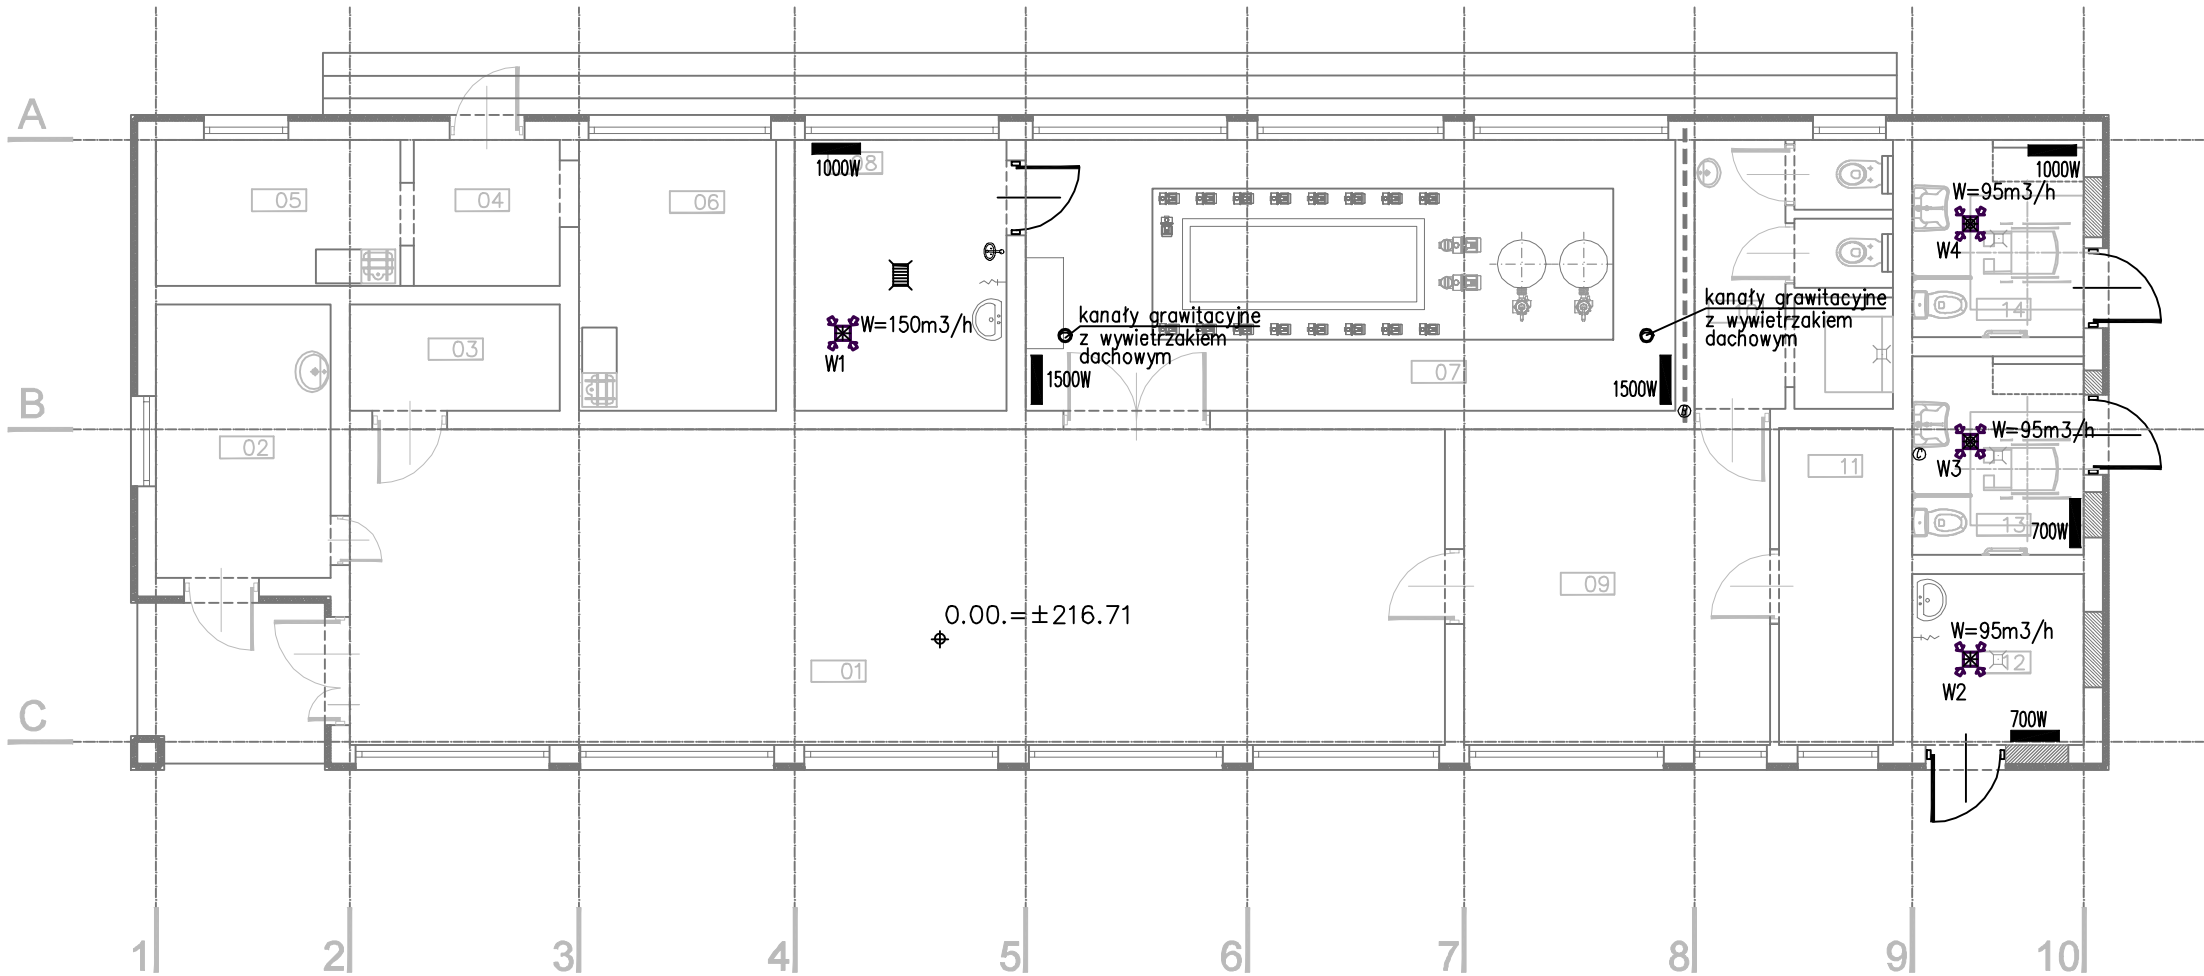 A
1000W
08
1000W
W=95m3/h
05
04
06
W4
kanały grawitacyjne
z wywietrzakiem
dachowym
kanały grawitacyjne
z wywietrzakiem
dachowym
W=150m3/h
14
03
W1
1500W
07
1500W
B
02
W=95m3/h
C
W3
11
13
700W
09
0.00.=±216.71
W=95m3/h
01
12
W2
C
700W
1
2
3
4
5
6
7
8
9
10